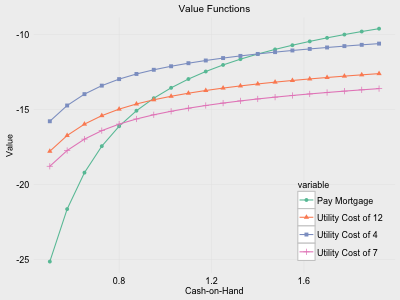 Value Functions
-10
-15
-20
-25
Value
0.8 1.2 1.6
Cash-on-Hand
variable
Pay Mortgage
Utility Cost of 12
Utility Cost of 4
Utility Cost of 7